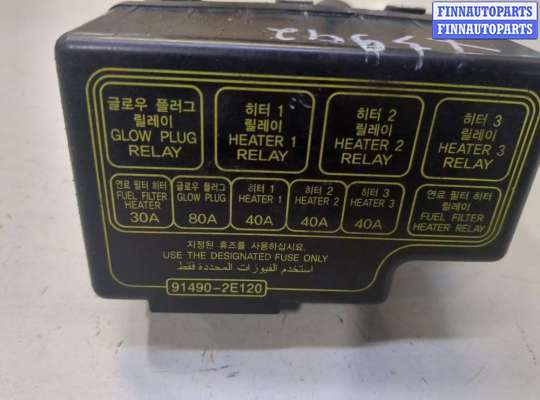 FINNAUTOPARTS
FINNAUTOPARTS
글로우 플러그
릴레이
GLOW PLUG
RELAY
히터 1
릴레이
HEATER 1
RELAY
히터 2
릴레이
HEATER 2
RELAY
히터 3
릴레이
HEATER 3
RELAY
연료 필터 히터
FUEL FILTER
HEATER
30A
글로우 플러그
GLOW PLUG
80A
히터 1
HEATER 1
40A
히터 2
HEATER 2
40A
히터 3
HEATER 3
40A
연료 필터 히터
릴레이
FUEL FILTER
HEATER RELAY
지정된 휴즈를 사용하십시요.
USE THE DESIGNATED FUSE ONLY
استخدم الفيوزات المحددة فقط
91490-2E120